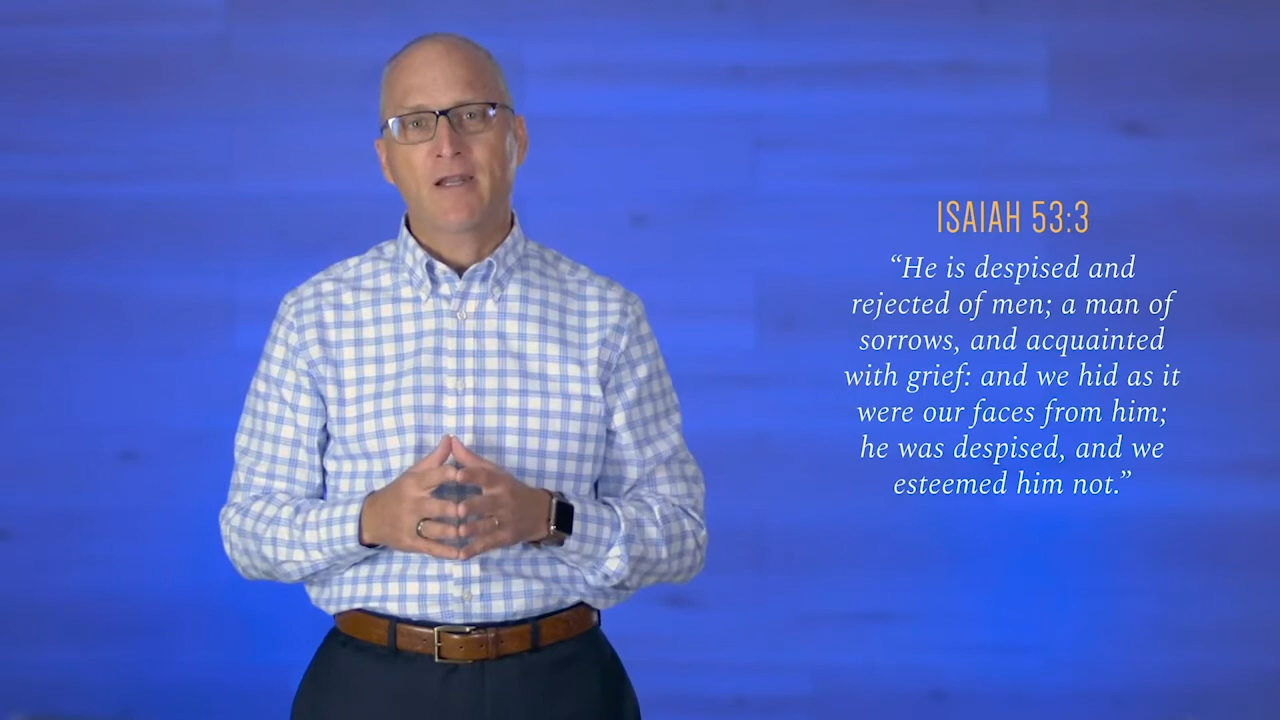 ISAIAH 53:3
“He is despised and
rejected of men; a man of
sorrows, and acquainted
with grief: and we hid as it
were our faces from him;
he was despised, and we
esteemed him not.”